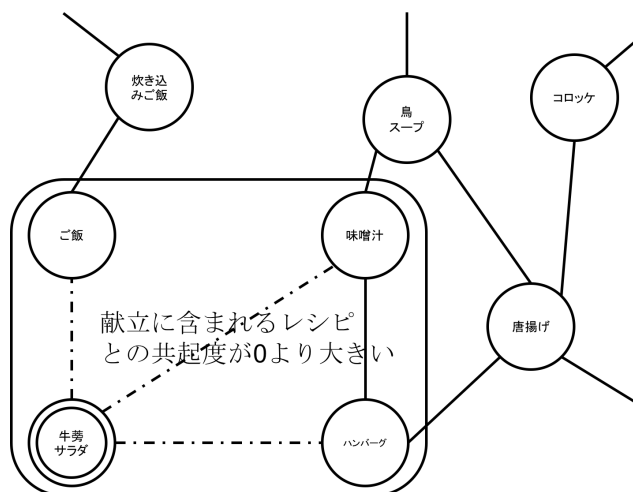 炊き込
みご飯
鳥
スープ
コロッケ
ご飯
味噌汁
唐揚げ
献立に含まれるレシピ
との共起度が0より大きい
牛蒡
サラダ
ハンバーグ